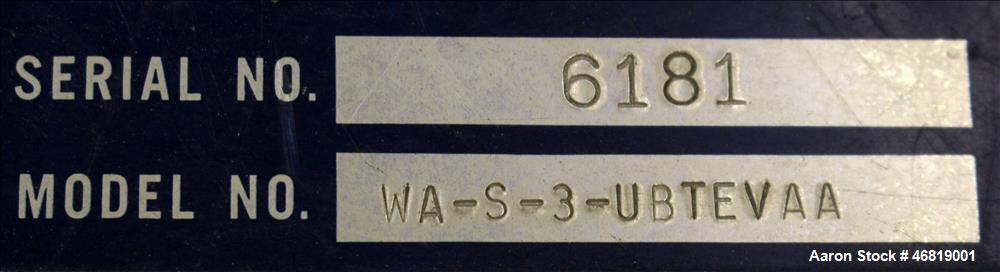 SERIAL NO. 6181
MODEL NO. WA-S-3-UBTEVAA
Aaron Stock # 46819001